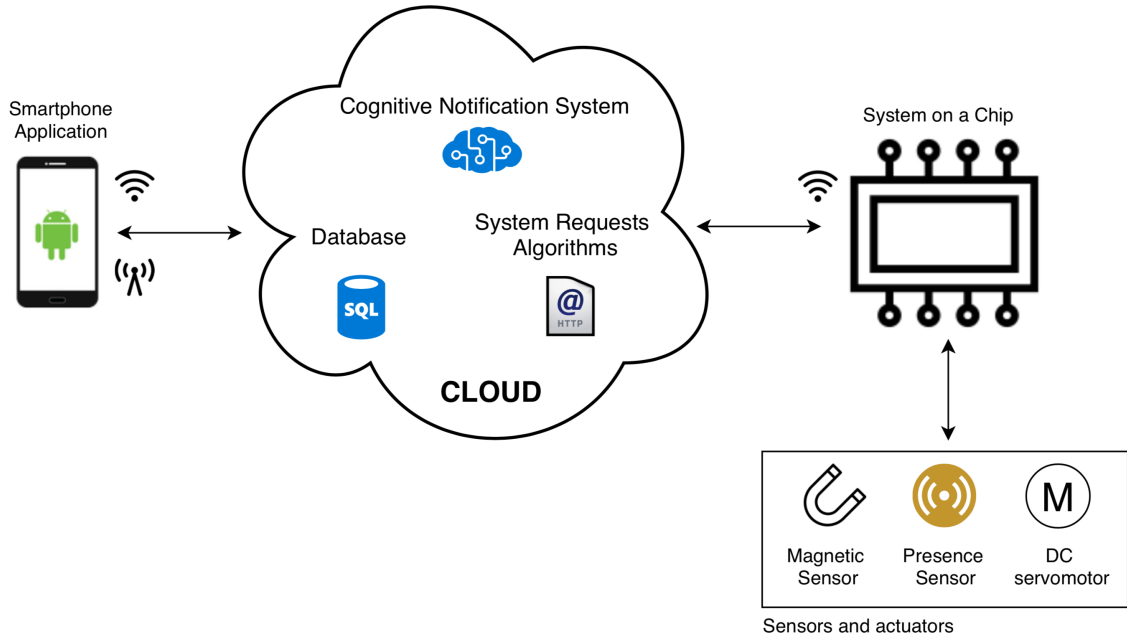 Smartphone
Application
Cognitive Notification System
System on a Chip
Database
System Requests
Algorithms
SQL
@
HTTP
CLOUD
M
Magnetic
Sensor
Presence
Sensor
DC
servomotor
Sensors and actuators